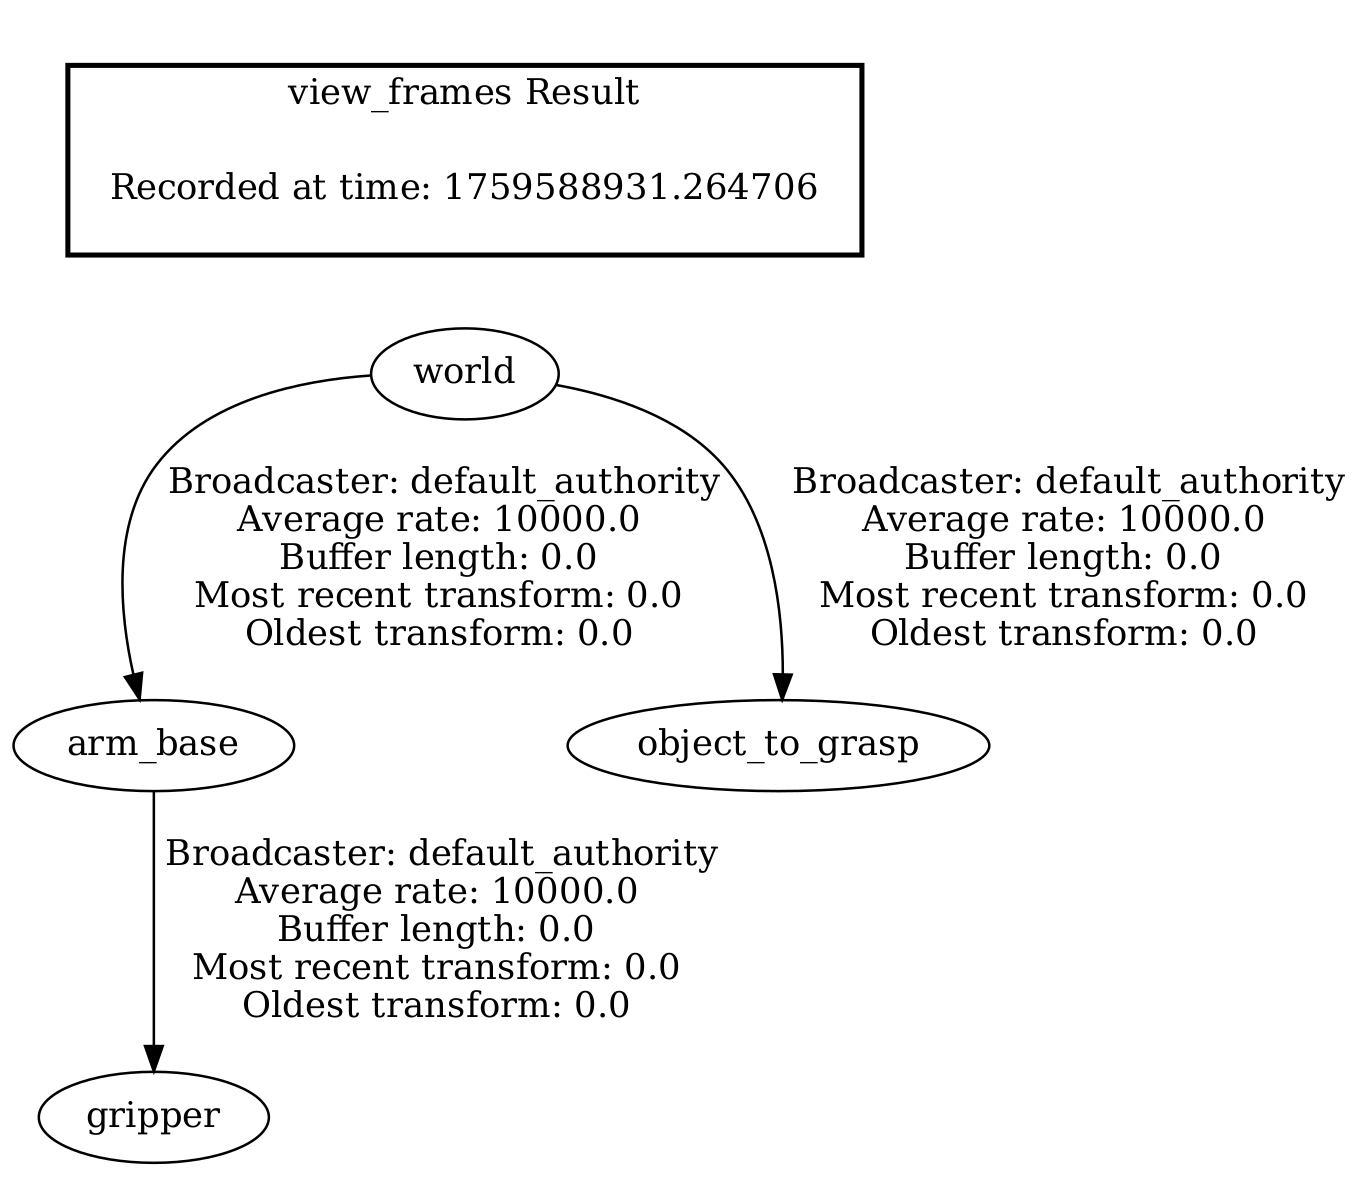 view_frames Result
Recorded at time: 1759588931.264706
world
Broadcaster: default_authority
Average rate: 10000.0
Buffer length: 0.0
Most recent transform: 0.0
Oldest transform: 0.0
Broadcaster: default_authority
Average rate: 10000.0
Buffer length: 0.0
Most recent transform: 0.0
Oldest transform: 0.0
arm_base
object_to_grasp
Broadcaster: default_authority
Average rate: 10000.0
Buffer length: 0.0
Most recent transform: 0.0
Oldest transform: 0.0
gripper